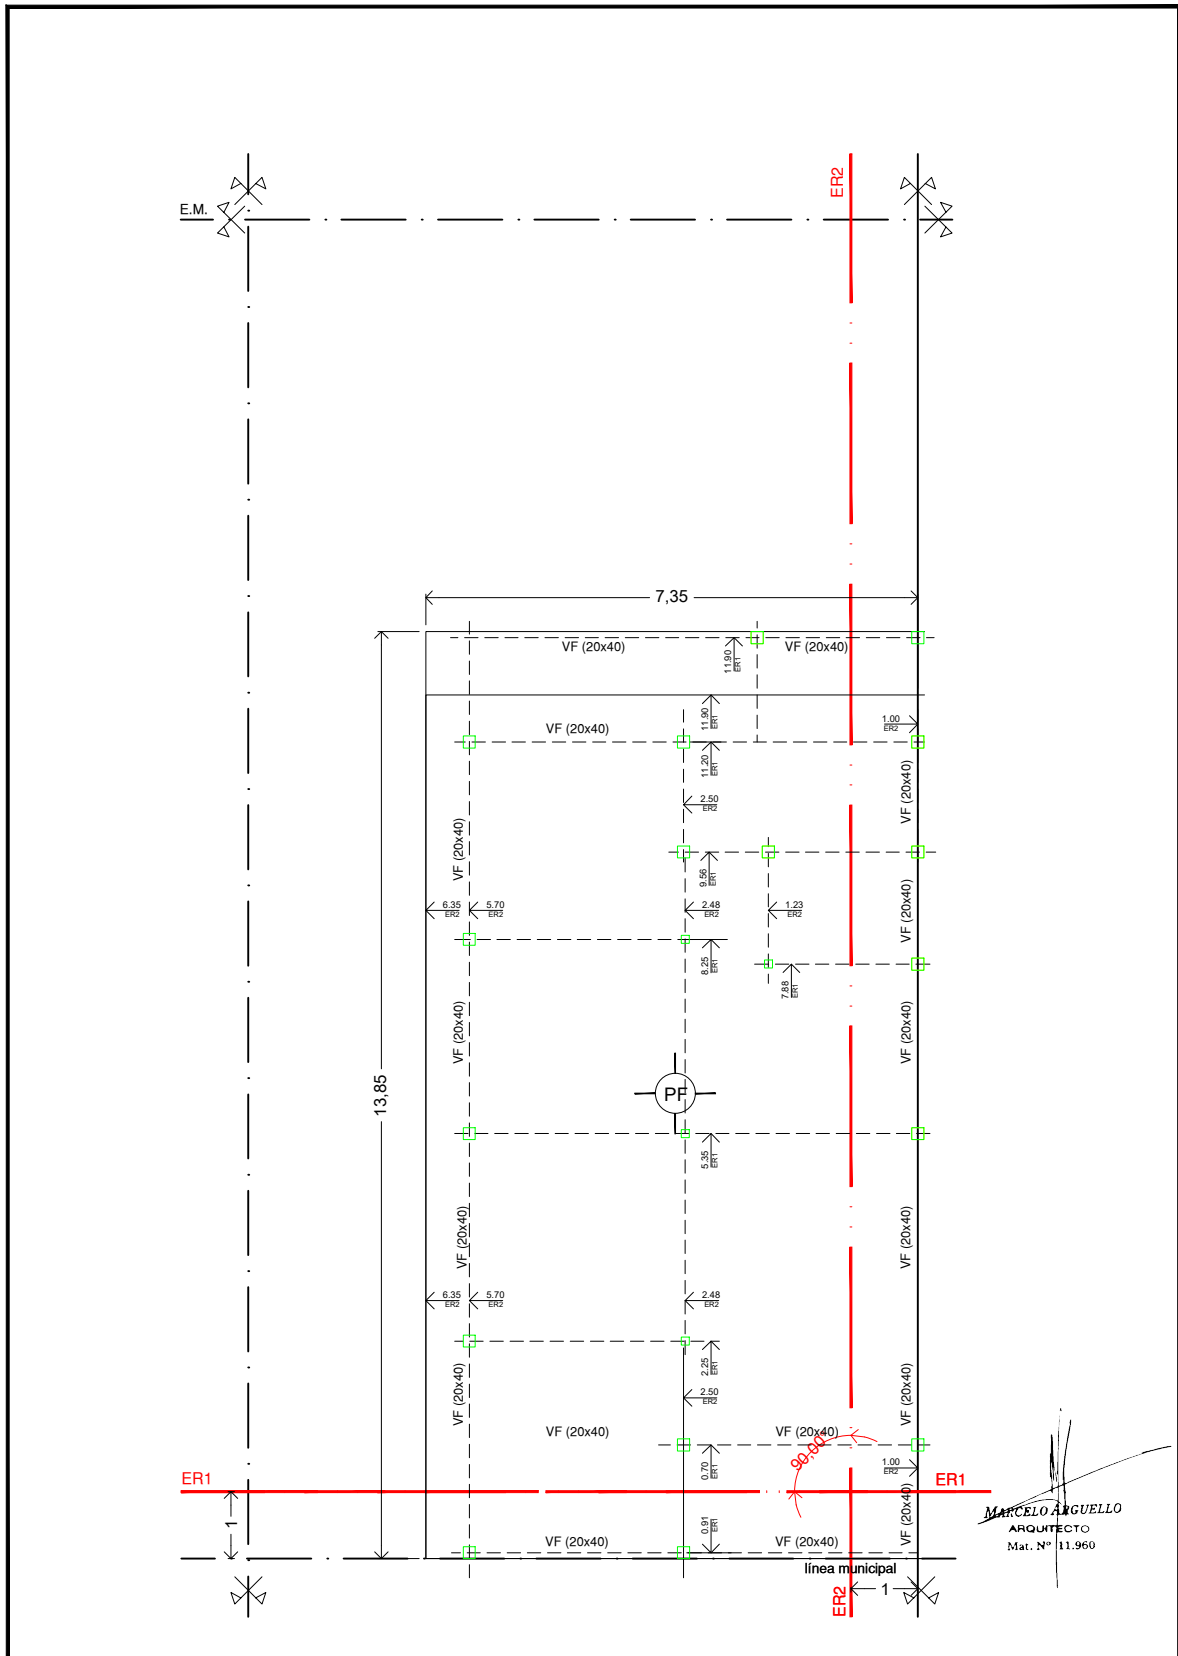 ER2
E.M.
7,35
VF (20x40)
VF (20x40)
11.90
ER1
11.90
ER1
1.00
ER2
VF (20x40)
11.20
ER1
VF (20x40)
2.50
ER2
VF (20x40)
9.56
ER1
6.35
ER2
5.70
ER2
2.48
ER2
1.23
ER2
VF (20x40)
8.25
ER1
7.88
ER1
VF (20x40)
VF (20x40)
13,85
PF
5.35
ER1
VF (20x40)
VF (20x40)
6.35
ER2
5.70
ER2
2.48
ER2
2.25
ER1
VF (20x40)
2.50
ER2
VF (20x40)
VF (20x40)
VF (20x40)
90,00°
0.70
ER1
1.00
ER2
ER1
ER1
1
VF (20x40)
0.91
ER1
VF (20x40)
VF (20x40)
línea municipal
ER2
1
MARCELO ARGUELLO
ARQUITECTO
Mat. Nº 11.960